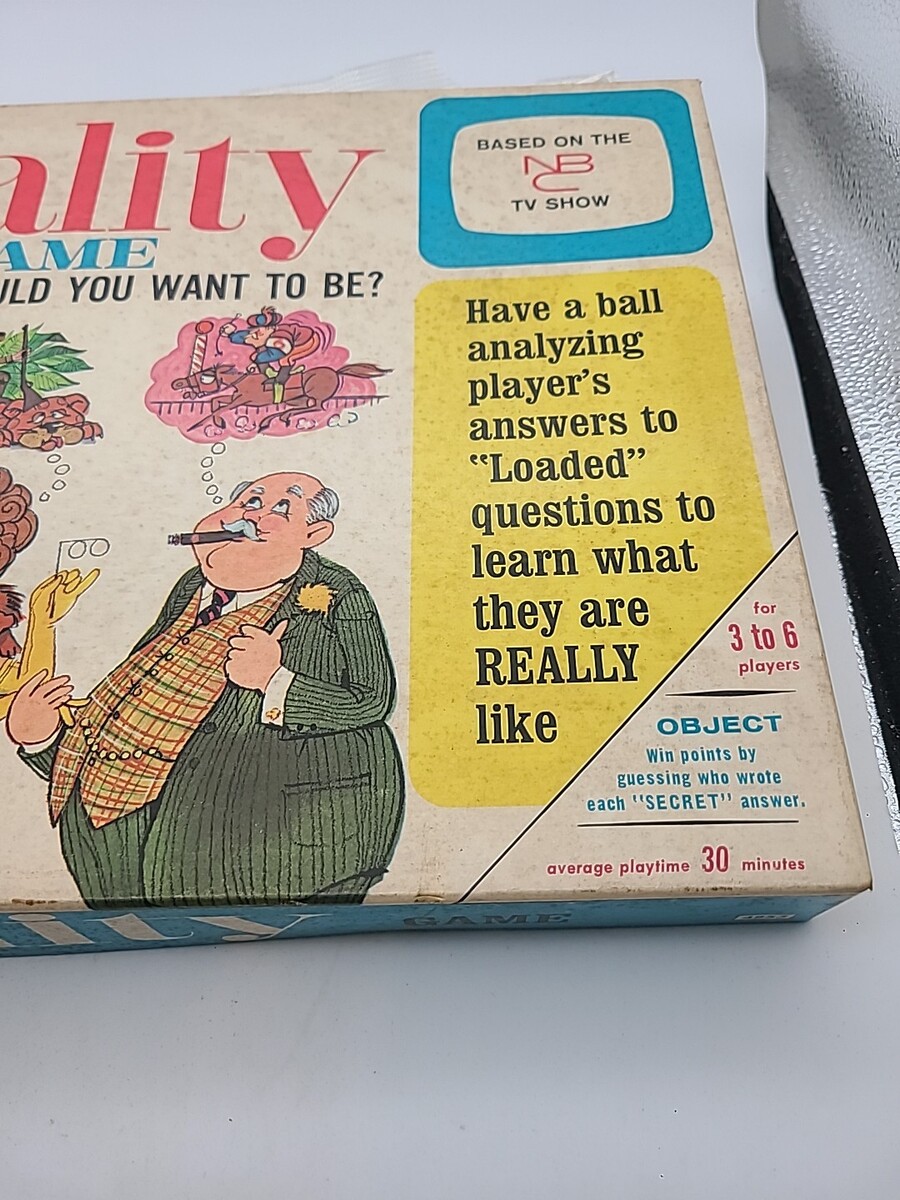 ality
AME
ULD YOU WANT TO BE?
BASED ON THE
NBC
TV SHOW
Have a ball
analyzing
player's
answers to
"Loaded"
questions to
learn what
they are
REALLY
like
for
3 to 6
players
OBJECT
Win points by
guessing who wrote
each "SECRET" answer.
average playtime 30 minutes
ality GAME